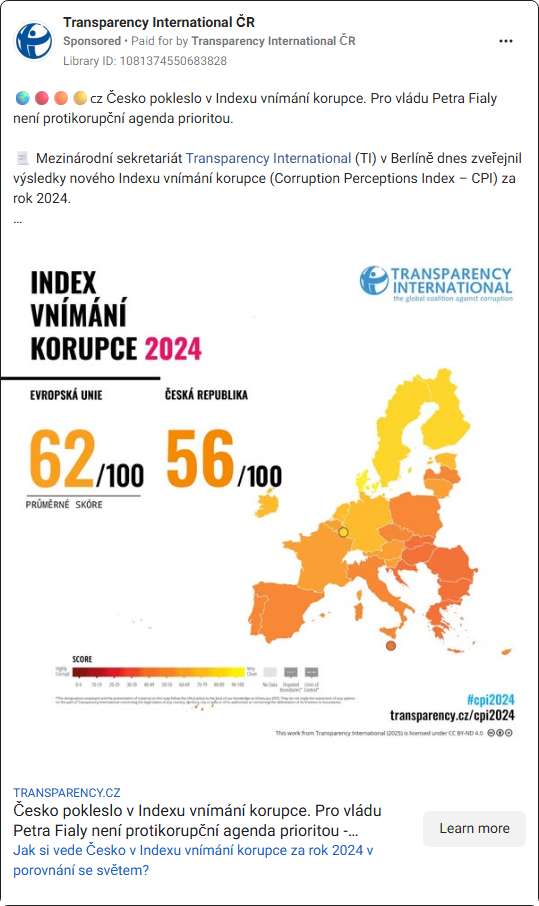 Transparency International ČR
Sponsored • Paid for by Transparency International ČR
Library ID: 1081374550683828
cz Česko pokleslo v Indexu vnímání korupce. Pro vládu Petra Fialy
není protikorupční agenda prioritou.
Mezinárodní sekretariát Transparency International (TI) v Berlíně dnes zveřejnil
výsledky nového Indexu vnímání korupce (Corruption Perceptions Index – CPI) za
rok 2024.
...
INDEX
VNÍMÁNÍ
KORUPCE 2024
TRANSPARENCY
INTERNATIONAL
the global coalition against corruption
EVROPSKÁ UNIE
ČESKÁ REPUBLIKA
62/100
56/100
PRŮMĚRNÉ SKÓRE
SCORE
Highly Corrupt
Very Clean
No Data
#cpi2024
transparency.cz/cpi2024
This work from Transparency International (2025) is licensed under CC BY-ND 4.0
TRANSPARENCY.CZ
Česko pokleslo v Indexu vnímání korupce. Pro vládu
Petra Fialy není protikorupční agenda prioritou -...
Jak si vede Česko v Indexu vnímání korupce za rok 2024 v
porovnání se světem?
Learn more